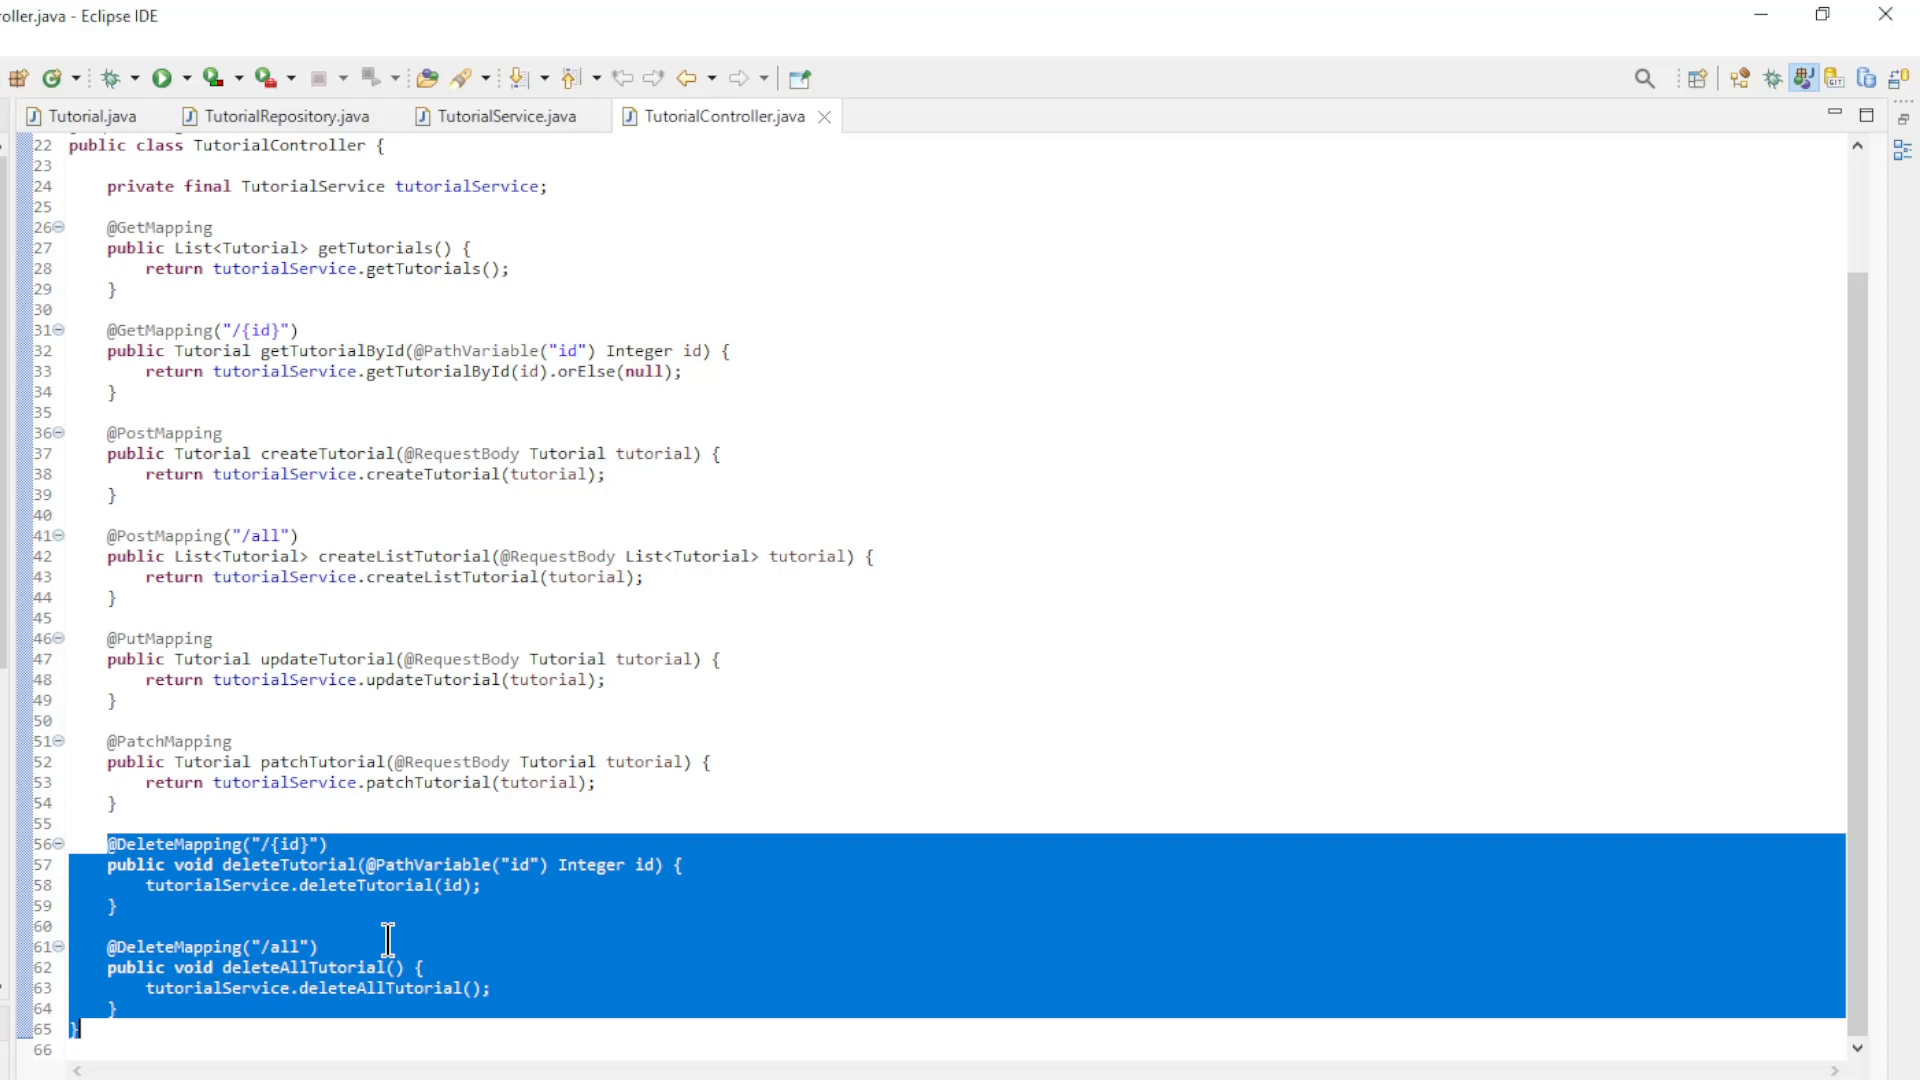 oller.java - Eclipse IDE
Tutorial.java
TutorialRepository.java
TutorialService.java
TutorialController.java
22 public class TutorialController {
23
24 private final TutorialService tutorialService;
25
26 @GetMapping
27 public List<Tutorial> getTutorials() {
28 return tutorialService.getTutorials();
29 }
30
31 @GetMapping("/{id}")
32 public Tutorial getTutorialById(@PathVariable("id") Integer id) {
33 return tutorialService.getTutorialById(id).orElse(null);
34 }
35
36 @PostMapping
37 public Tutorial createTutorial(@RequestBody Tutorial tutorial) {
38 return tutorialService.createTutorial(tutorial);
39 }
40
41 @PostMapping("/all")
42 public List<Tutorial> createListTutorial(@RequestBody List<Tutorial> tutorial) {
43 return tutorialService.createListTutorial(tutorial);
44 }
45
46 @PutMapping
47 public Tutorial updateTutorial(@RequestBody Tutorial tutorial) {
48 return tutorialService.updateTutorial(tutorial);
49 }
50
51 @PatchMapping
52 public Tutorial patchTutorial(@RequestBody Tutorial tutorial) {
53 return tutorialService.patchTutorial(tutorial);
54 }
55
56 @DeleteMapping("/{id}")
57 public void deleteTutorial(@PathVariable("id") Integer id) {
58 tutorialService.deleteTutorial(id);
59 }
60
61 @DeleteMapping("/all")
62 public void deleteAllTutorial() {
63 tutorialService.deleteAllTutorial();
64 }
65 }
66